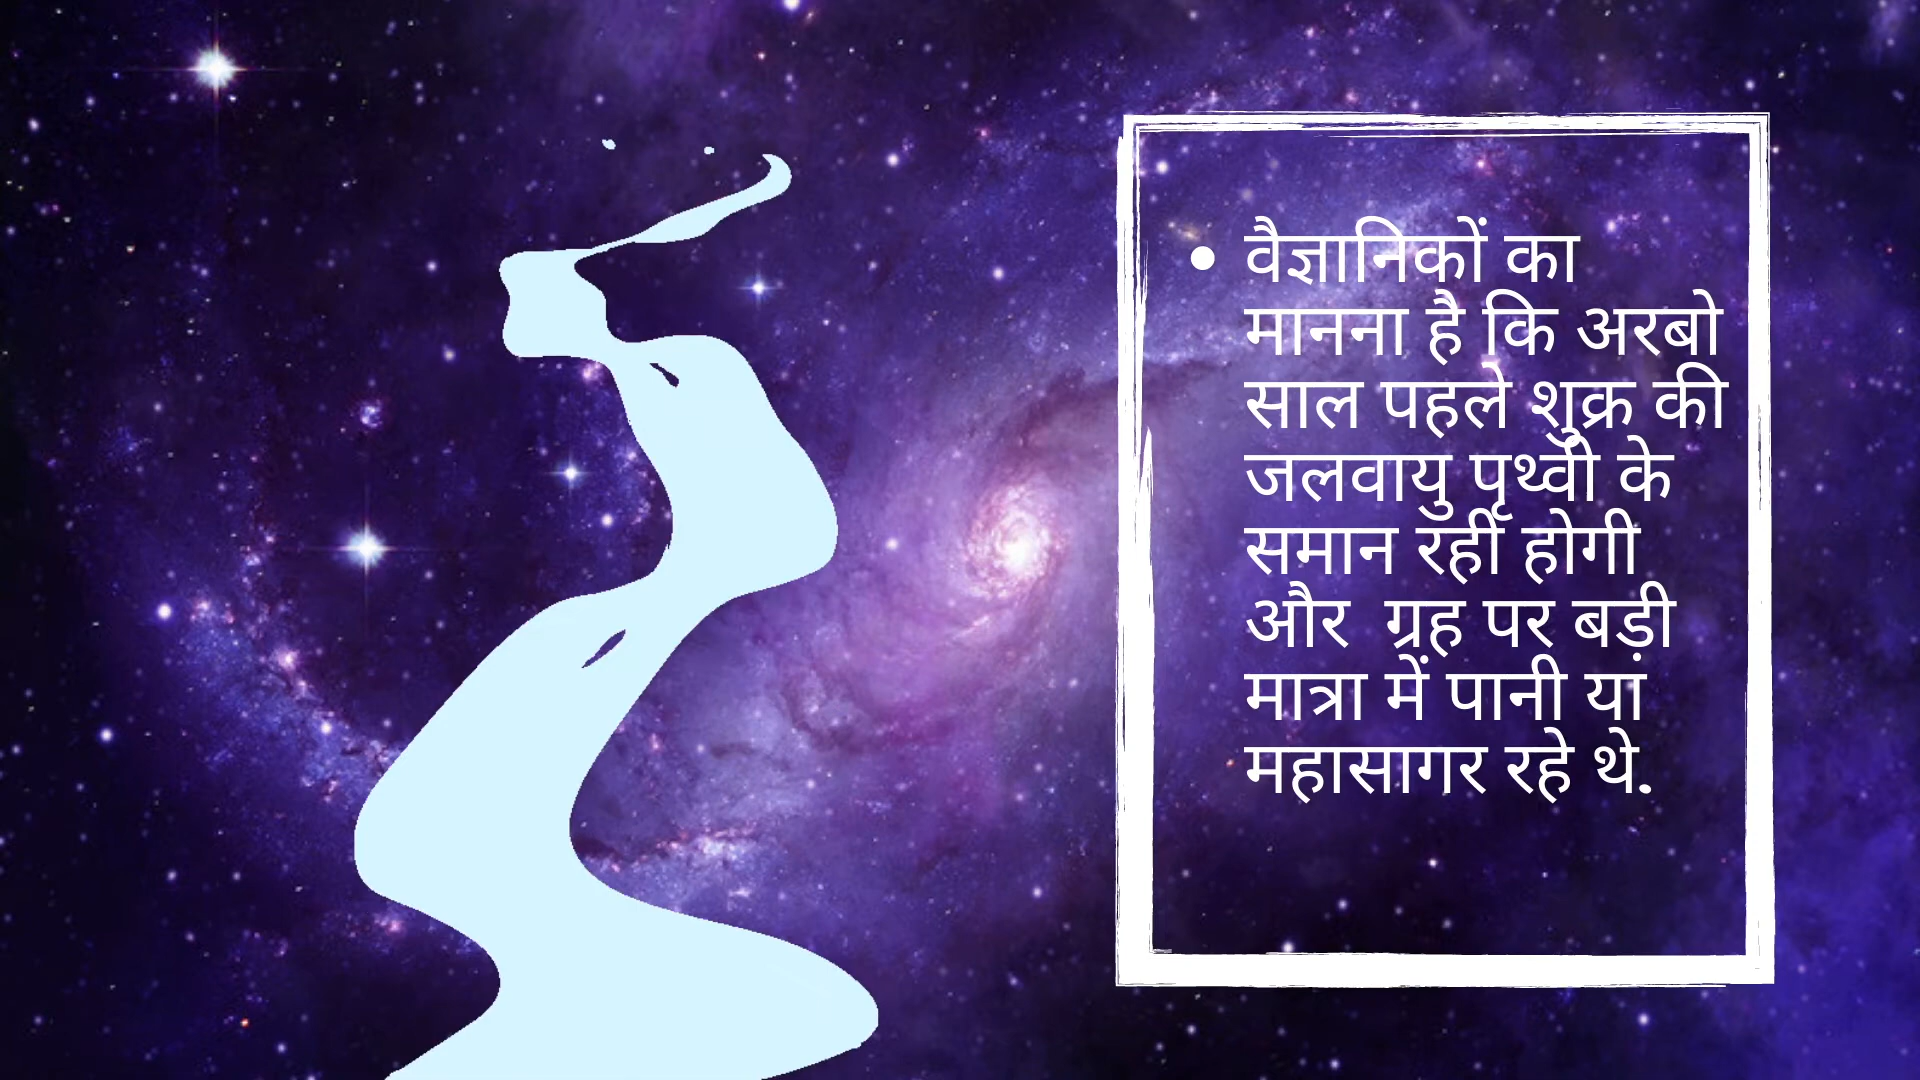 • वैज्ञानिकों का
मानना है कि अरबो
साल पहले शुक्र की
जलवायु पृथ्वी के
समान रही होगी
और  ग्रह पर बड़ी
मात्रा में पानी या
महासागर रहे थे.